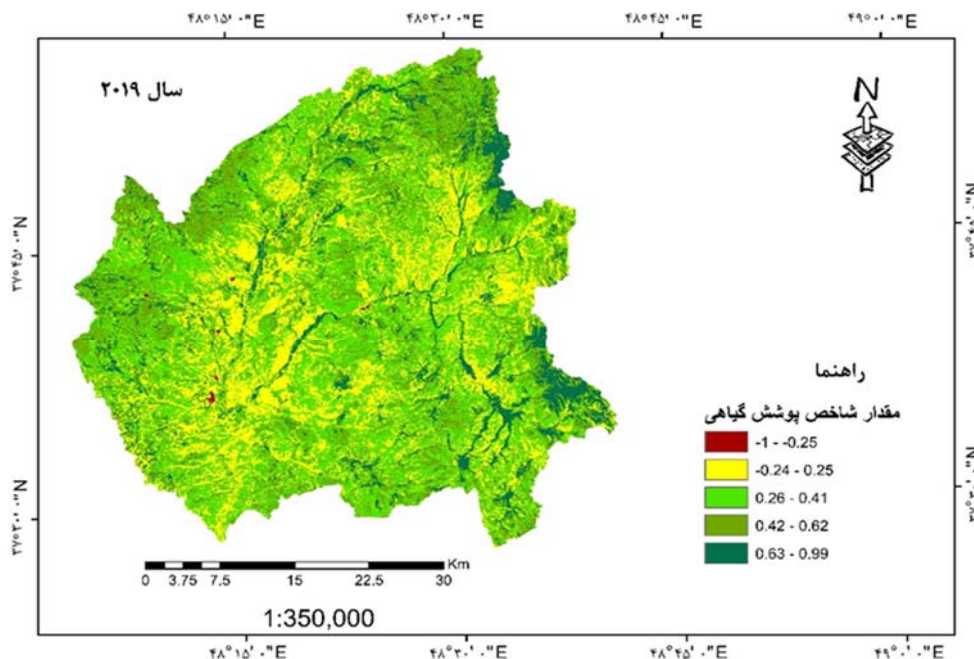 ۴۸°۱۵'۰"E ۴۸°۳۰'۰"E ۴۸°۴۵'۰"E ۴۹°۰'۰"E
سال ۲۰۱۹
N
۳۷°۴۵'۰"N
۳۷°۳۰'۰"N
راهنما
مقدار شاخص پوشش گیاهی
-1 - -0.25
-0.24 - 0.25
0.26 - 0.41
0.42 - 0.62
0.63 - 0.99
0 3.75 7.5 15 22.5 30 Km
1:350,000
۴۸°۱۵'۰"E ۴۸°۳۰'۰"E ۴۸°۴۵'۰"E ۴۹°۰'۰"E